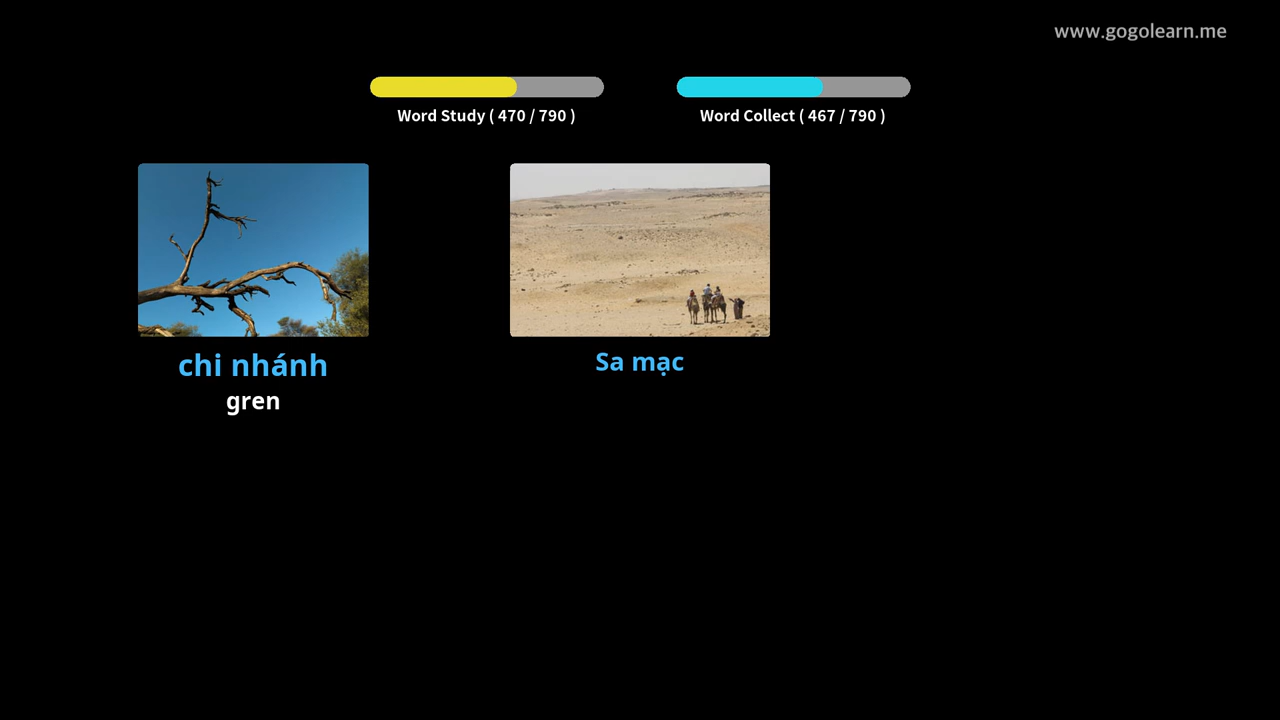 www.gogolearn.me
Word Study ( 470 / 790 )
Word Collect ( 467 / 790 )
chi nhánh
gren
Sa mạc